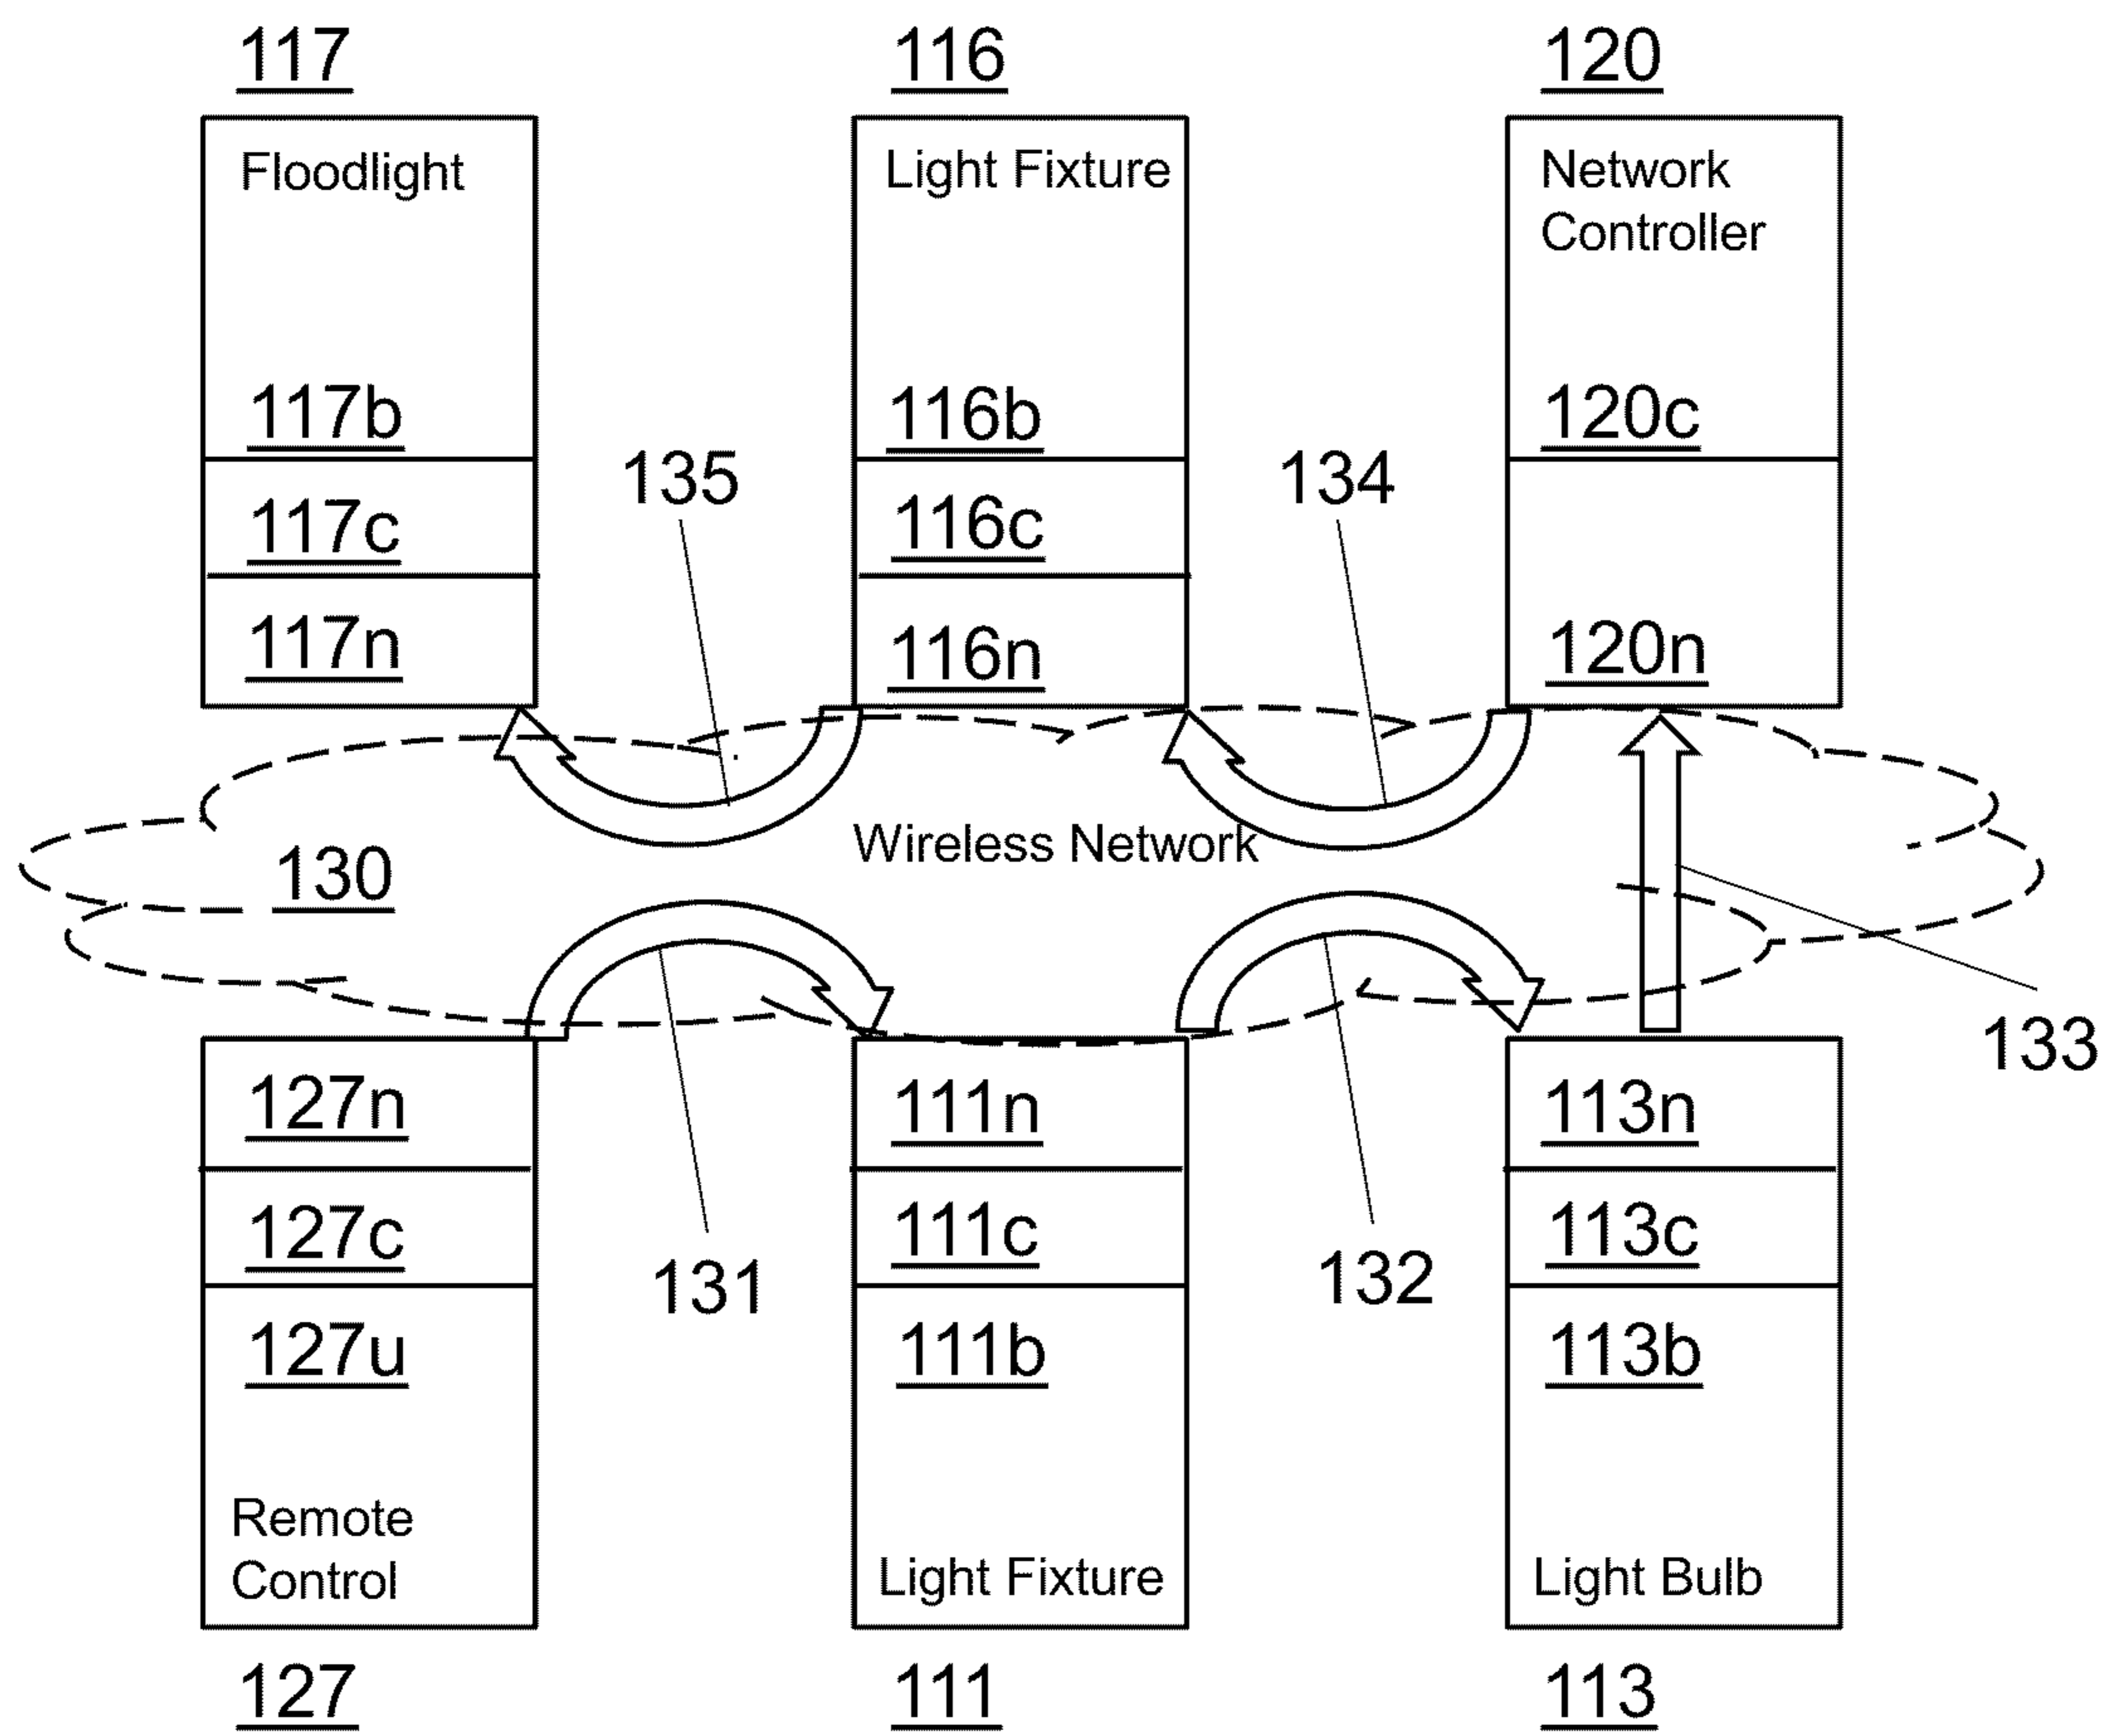 117
116
120
Floodlight
Light Fixture
Network
Controller
117b
116b
120c
135
134
117c
116c
117n
116n
120n
Wireless Network
130
133
127n
111n
113n
127c
111c
113c
131
132
127u
111b
113b
Remote
Control
Light Fixture
Light Bulb
127
111
113